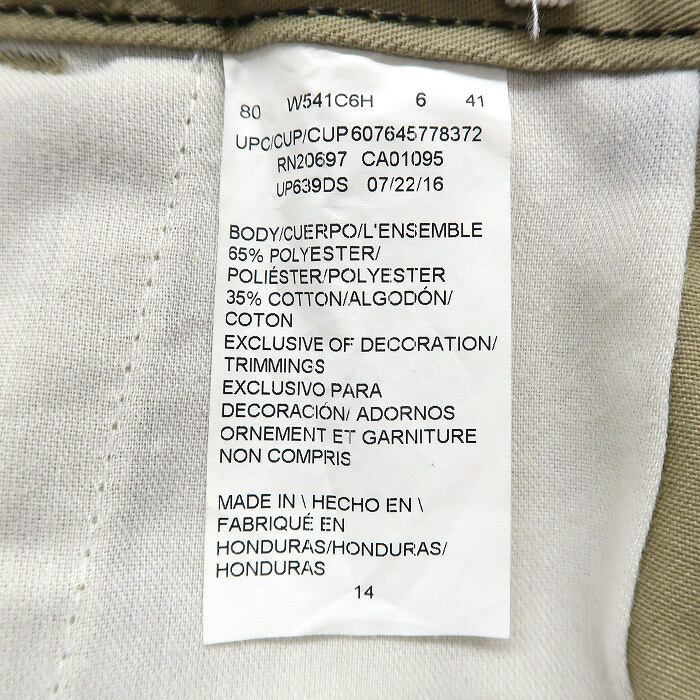 80 W541C6H 6 41
UPC/CUP/CUP607645778372
RN20697 CA01095
UP639DS 07/22/16
BODY/CUERPO/L'ENSEMBLE
65% POLYESTER/
POLIÉSTER/POLYESTER
35% COTTON/ALGODÓN/
COTON
EXCLUSIVE OF DECORATION/
TRIMMINGS
EXCLUSIVO PARA
DECORACIÓN/ ADORNOS
ORNEMENT ET GARNITURE
NON COMPRIS
MADE IN \ HECHO EN \
FABRIQUÉ EN
HONDURAS/HONDURAS/
HONDURAS
14